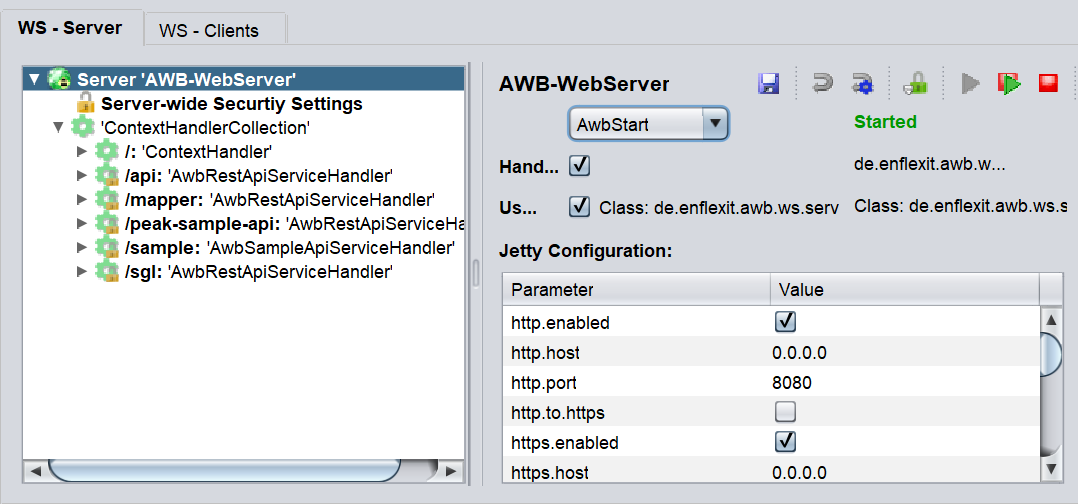 WS - Server
WS - Clients
Server 'AWB-WebServer'
Server-wide Securtiy Settings
'ContextHandlerCollection'
/: 'ContextHandler'
/api: 'AwbRestApiServiceHandler'
/mapper: 'AwbRestApiServiceHandler'
/peak-sample-api: 'AwbRestApiServiceHa
/sample: 'AwbSampleApiServiceHandler'
/sgl: 'AwbRestApiServiceHandler'
AWB-WebServer
AwbStart
Started
Hand...
de.enflexit.awb.w...
Us...
Class: de.enflexit.awb.ws.serv
Class: de.enflexit.awb.ws.s
Jetty Configuration:
Parameter Value
http.enabled
http.host 0.0.0.0
http.port 8080
http.to.https
https.enabled
https.host 0.0.0.0